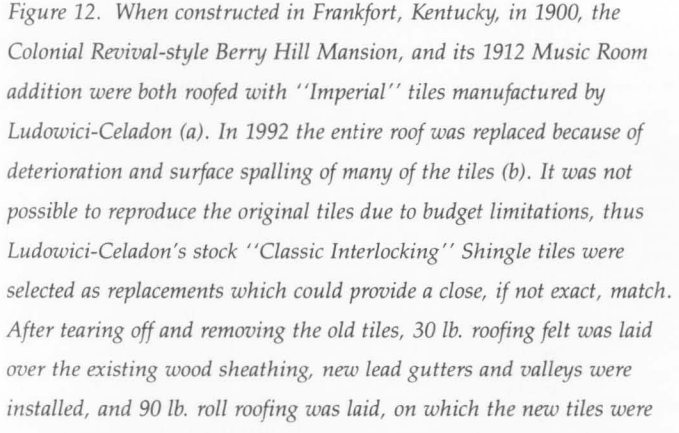 Figure 12. When constructed in Frankfort, Kentucky, in 1900, the
Colonial Revival-style Berry Hill Mansion, and its 1912 Music Room
addition were both roofed with ''Imperial'' tiles manufactured by
Ludowici-Celadon (a). In 1992 the entire roof was replaced because of
deterioration and surface spalling of many of the tiles (b). It was not
possible to reproduce the original tiles due to budget limitations, thus
Ludowici-Celadon's stock ''Classic Interlocking'' Shingle tiles were
selected as replacements which could provide a close, if not exact, match.
After tearing off and removing the old tiles, 30 lb. roofing felt was laid
over the existing wood sheathing, new lead gutters and valleys were
installed, and 90 lb. roll roofing was laid, on which the new tiles were